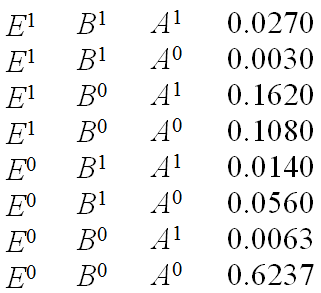 E¹ B¹ A¹ 0.0270
E¹ B¹ A⁰ 0.0030
E¹ B⁰ A¹ 0.1620
E¹ B⁰ A⁰ 0.1080
E⁰ B¹ A¹ 0.0140
E⁰ B¹ A⁰ 0.0560
E⁰ B⁰ A¹ 0.0063
E⁰ B⁰ A⁰ 0.6237